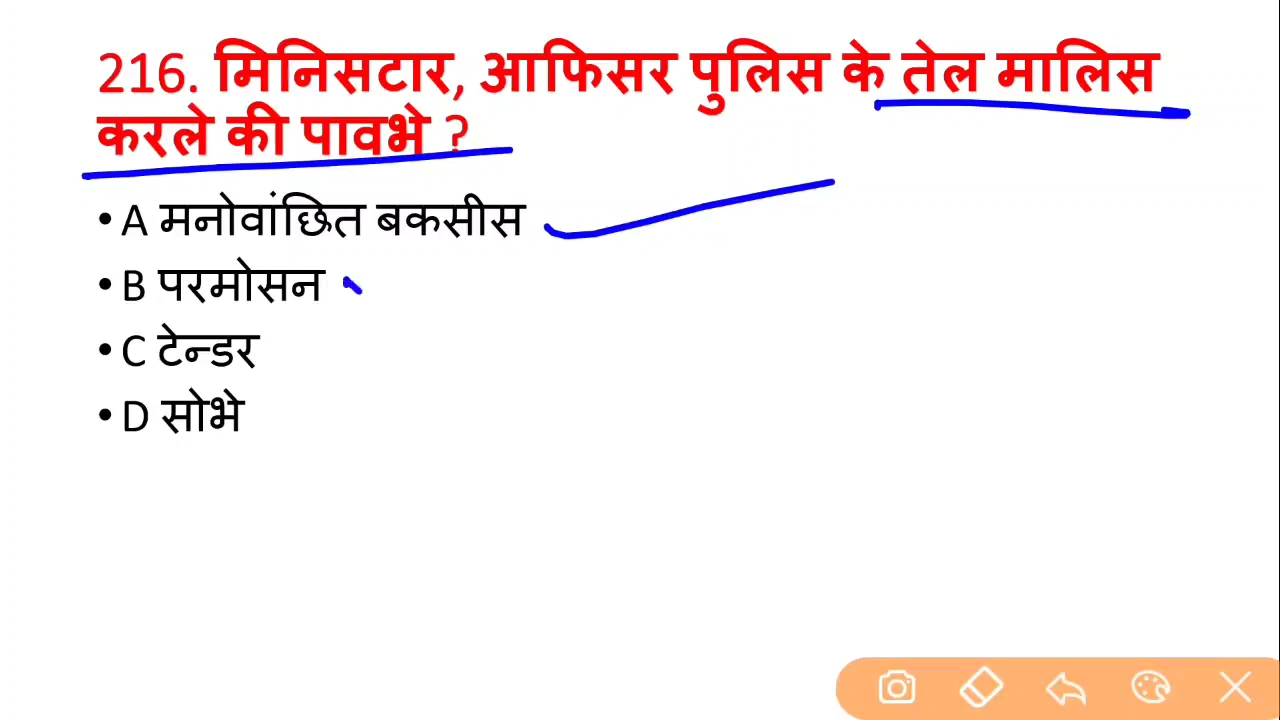 216. मिनिसटार, आफिसर पुलिस के तेल मालिस
करले की पावभे ?
• A मनोवांछित बकसीस
• B परमोसन
• C टेन्डर
• D सोभे